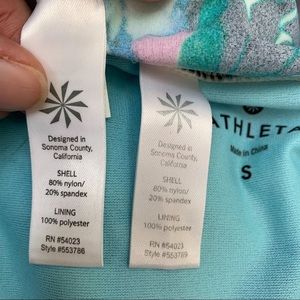 Designed in
Sonoma County,
California
SHELL
80% nylon/
20% spandex
LINING
100% polyester
RN #54023
Style #553786
Designed in
Sonoma County,
California
SHELL
80% nylon/
20% spandex
LINING
100% polyester
RN #54023
Style #553789
ATHLETA
Made in China
S